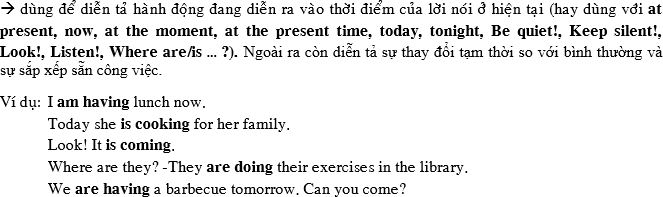 → dùng để diễn tả hành động đang diễn ra vào thời điểm của lời nói ở hiện tại (hay dùng với at
present, now, at the moment, at the present time, today, tonight, Be quiet!, Keep silent!,
Look!, Listen!, Where are/is ... ?). Ngoài ra còn diễn tả sự thay đổi tạm thời so với bình thường và
sự sắp xếp sẵn công việc.
Ví dụ: I am having lunch now.
Today she is cooking for her family.
Look! It is coming.
Where are they? -They are doing their exercises in the library.
We are having a barbecue tomorrow. Can you come?